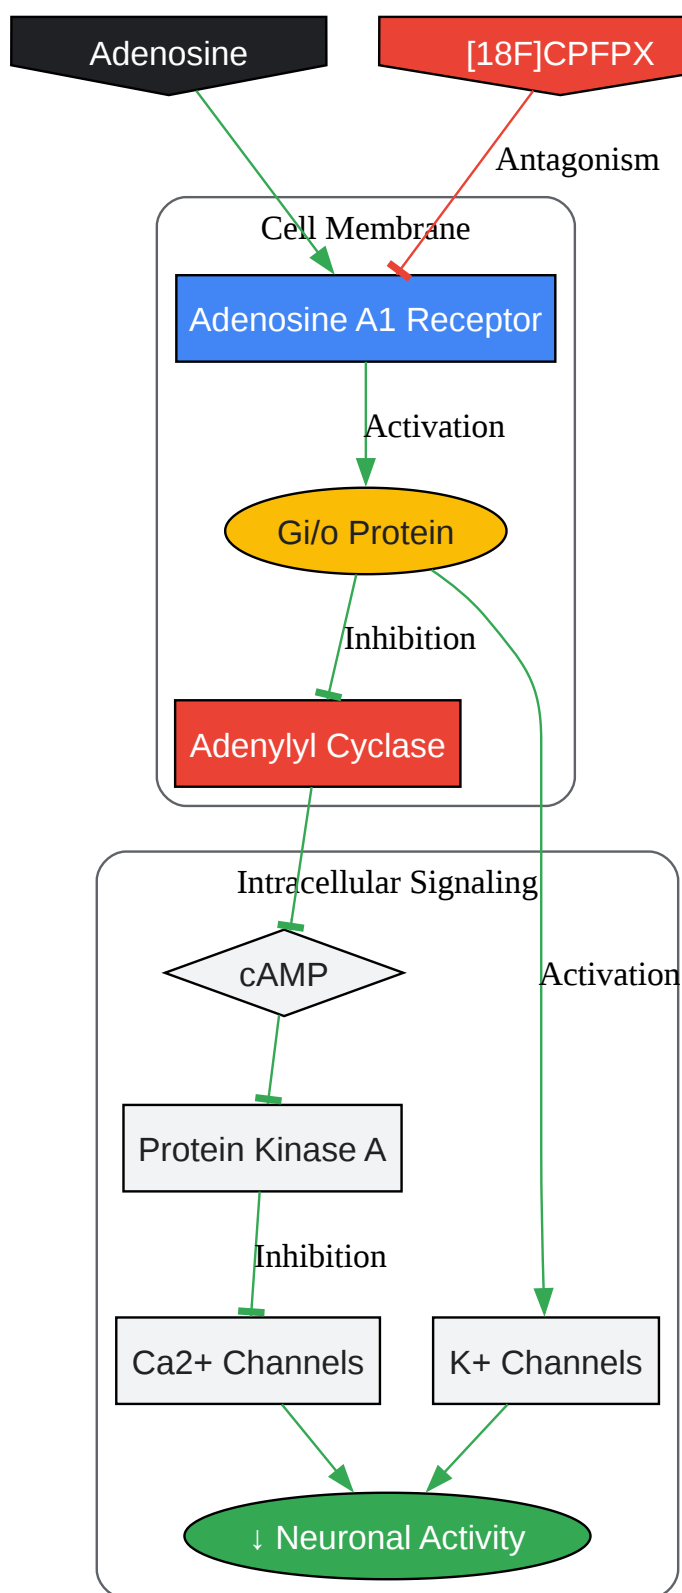 Adenosine
[18F]CPFPX
Antagonism
Cell Membrane
Adenosine A1 Receptor
Activation
Gi/o Protein
Inhibition
Adenylyl Cyclase
Intracellular Signaling
cAMP
Activation
Protein Kinase A
Inhibition
Ca2+ Channels
K+ Channels
↓ Neuronal Activity